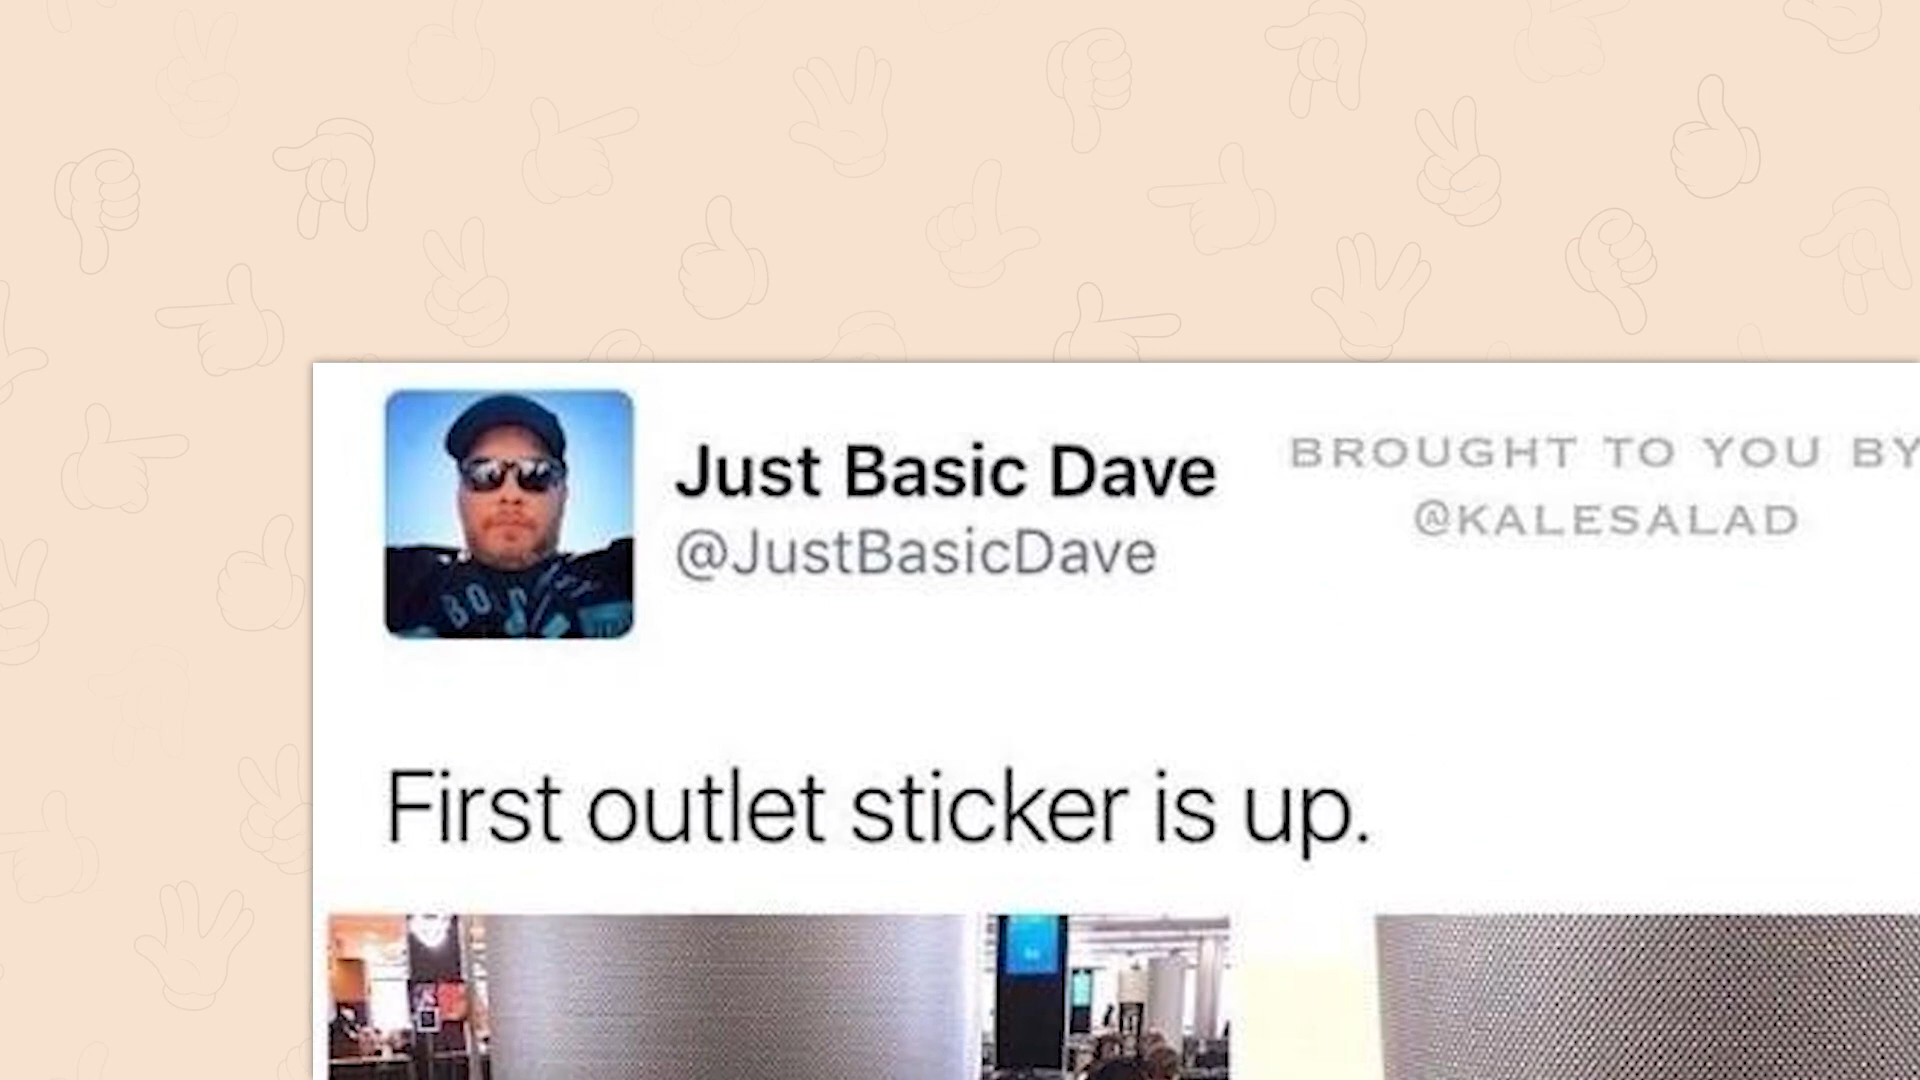 Just Basic Dave
@JustBasicDave
BROUGHT TO YOU BY
@KALESALAD
First outlet sticker is up.